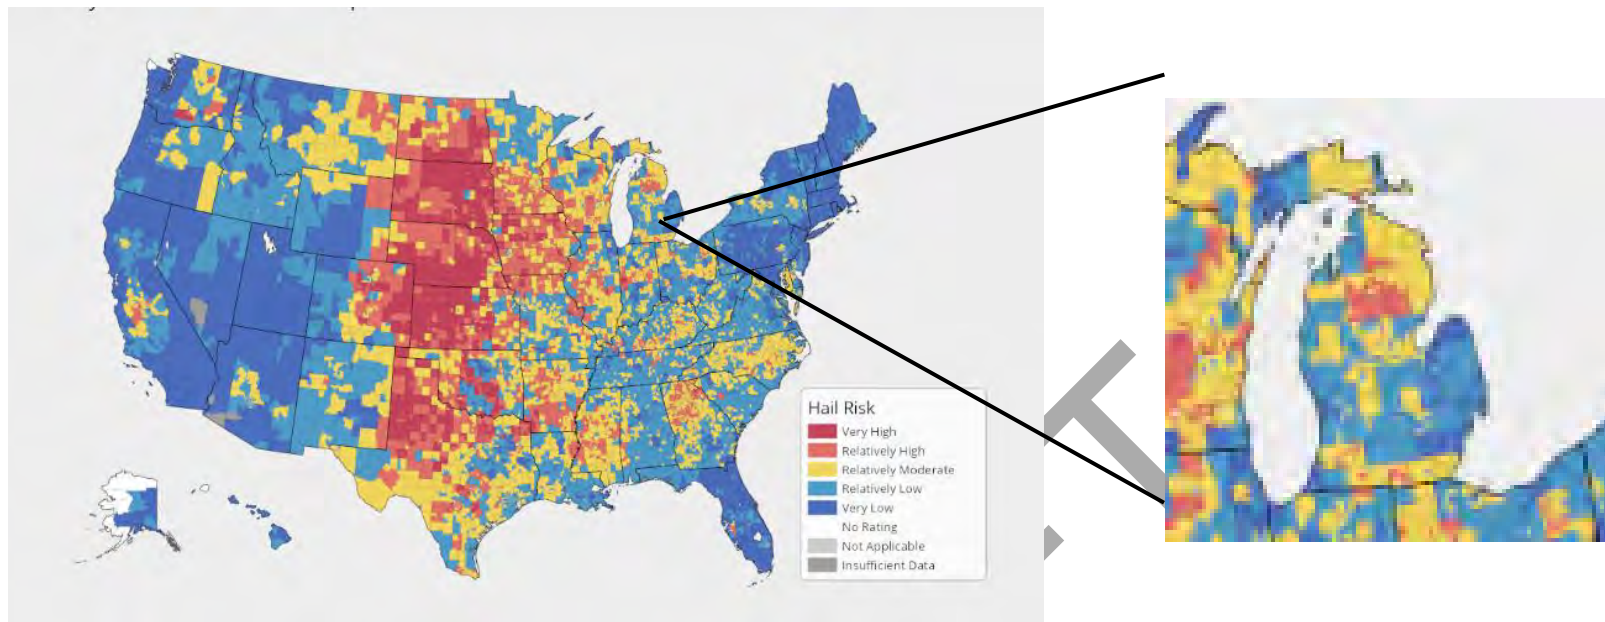 Hail Risk
Very High
Relatively High
Relatively Moderate
Relatively Low
Very Low
No Rating
Not Applicable
Insufficient Data